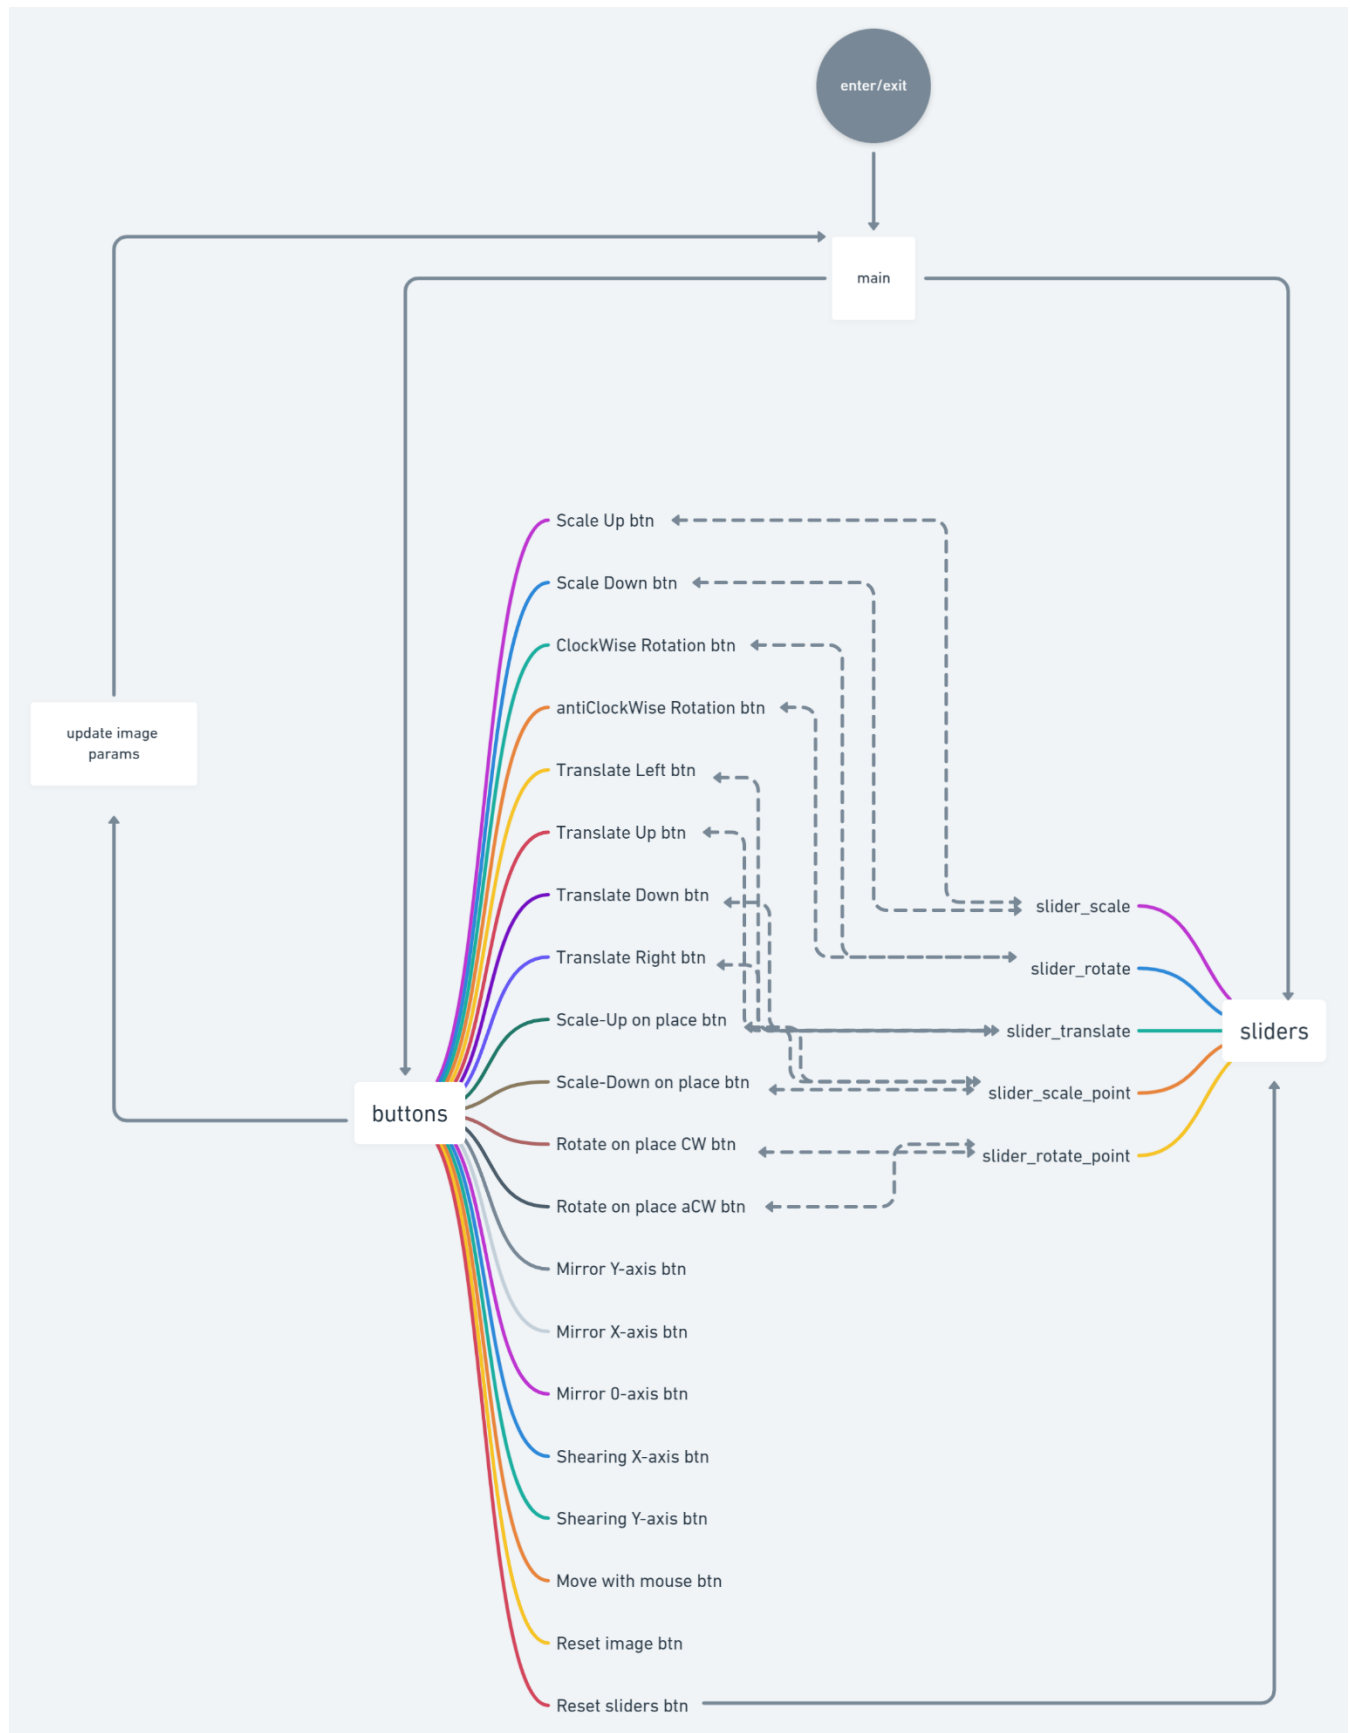 enter/exit
main
Scale Up btn
Scale Down btn
ClockWise Rotation btn
antiClockWise Rotation btn
update image
params
Translate Left btn
Translate Up btn
Translate Down btn
slider_scale
Translate Right btn
slider_rotate
Scale-Up on place btn
slider_translate
sliders
Scale-Down on place btn
slider_scale_point
buttons
Rotate on place CW btn
slider_rotate_point
Rotate on place aCW btn
Mirror Y-axis btn
Mirror X-axis btn
Mirror 0-axis btn
Shearing X-axis btn
Shearing Y-axis btn
Move with mouse btn
Reset image btn
Reset sliders btn